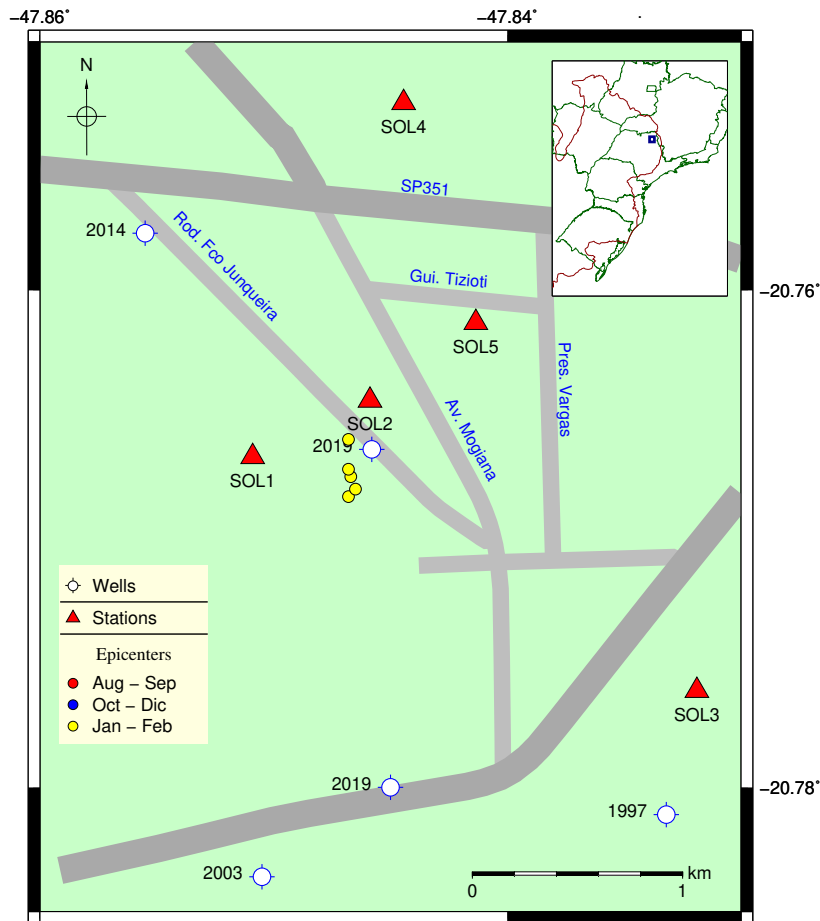 −47.86˚
−47.84˚
N
SOL4
SP351
2014
Rod. Fco Junqueira
Gui. Tizioti
−20.76˚
SOL5
Pres. Vargas
SOL2
Av. Mogiana
2019
SOL1
Wells
Stations
Epicenters
Aug − Sep
Oct − Dic
Jan − Feb
SOL3
2019
−20.78˚
1997
2003
km
0
1